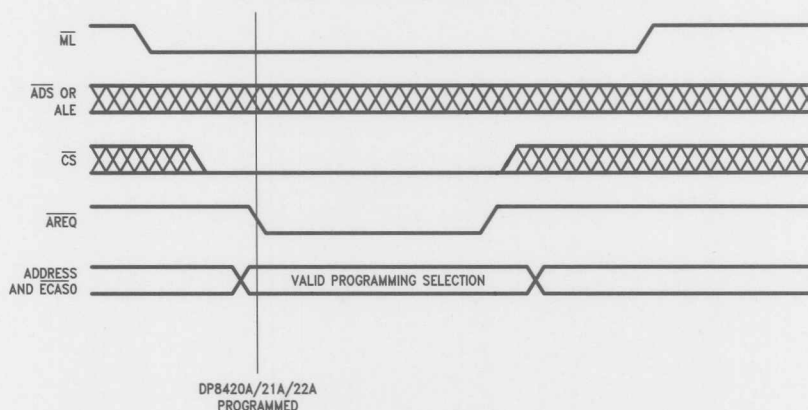 ML
ADS OR
ALE
CS
AREQ
ADDRESS
AND ECAS0
VALID PROGRAMMING SELECTION
DP8420A/21A/22A
PROGRAMMED